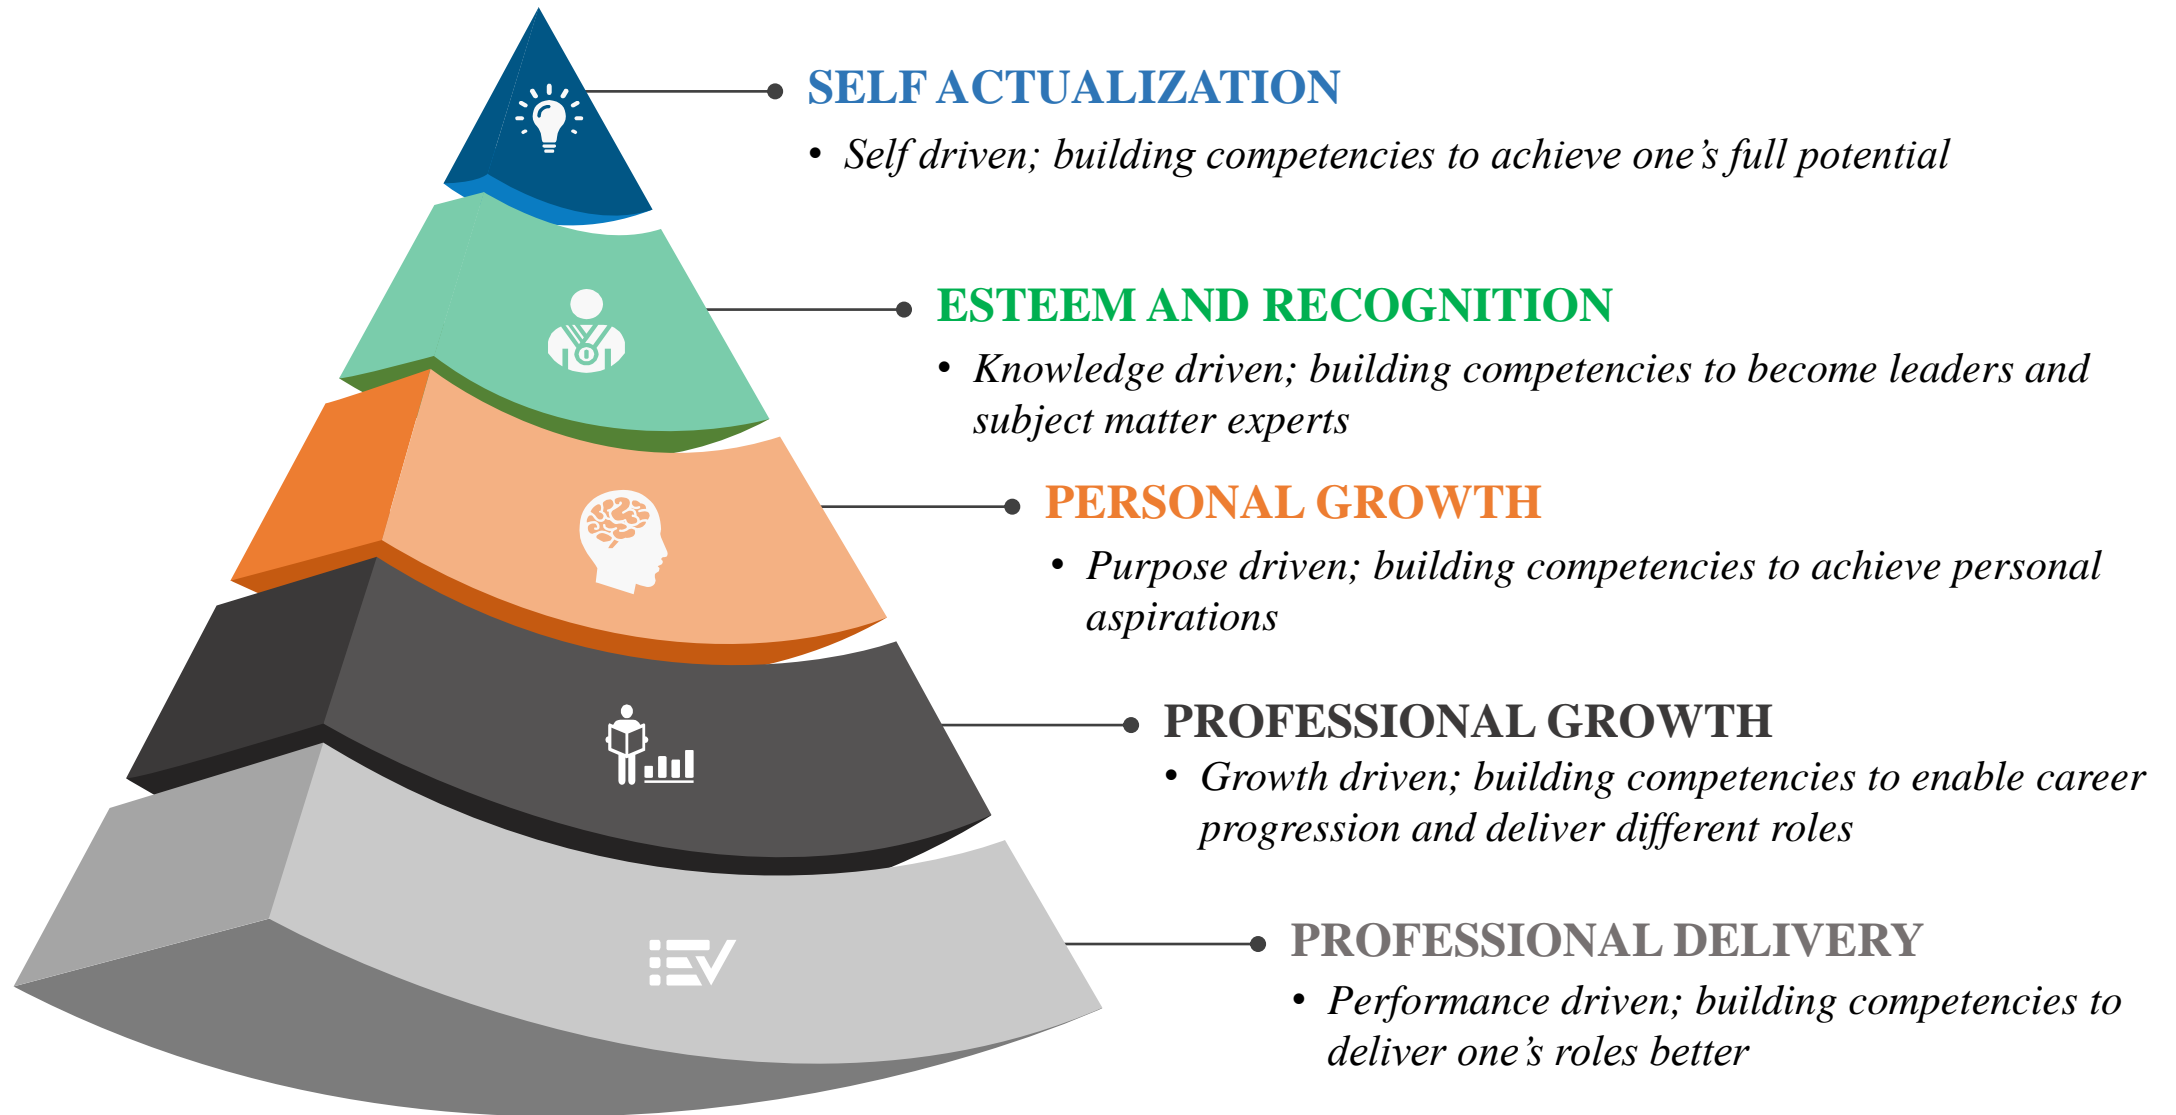 SELF ACTUALIZATION
• Self driven; building competencies to achieve one’s full potential
ESTEEM AND RECOGNITION
• Knowledge driven; building competencies to become leaders and
subject matter experts
PERSONAL GROWTH
• Purpose driven; building competencies to achieve personal
aspirations
PROFESSIONAL GROWTH
• Growth driven; building competencies to enable career
progression and deliver different roles
PROFESSIONAL DELIVERY
• Performance driven; building competencies to
deliver one’s roles better